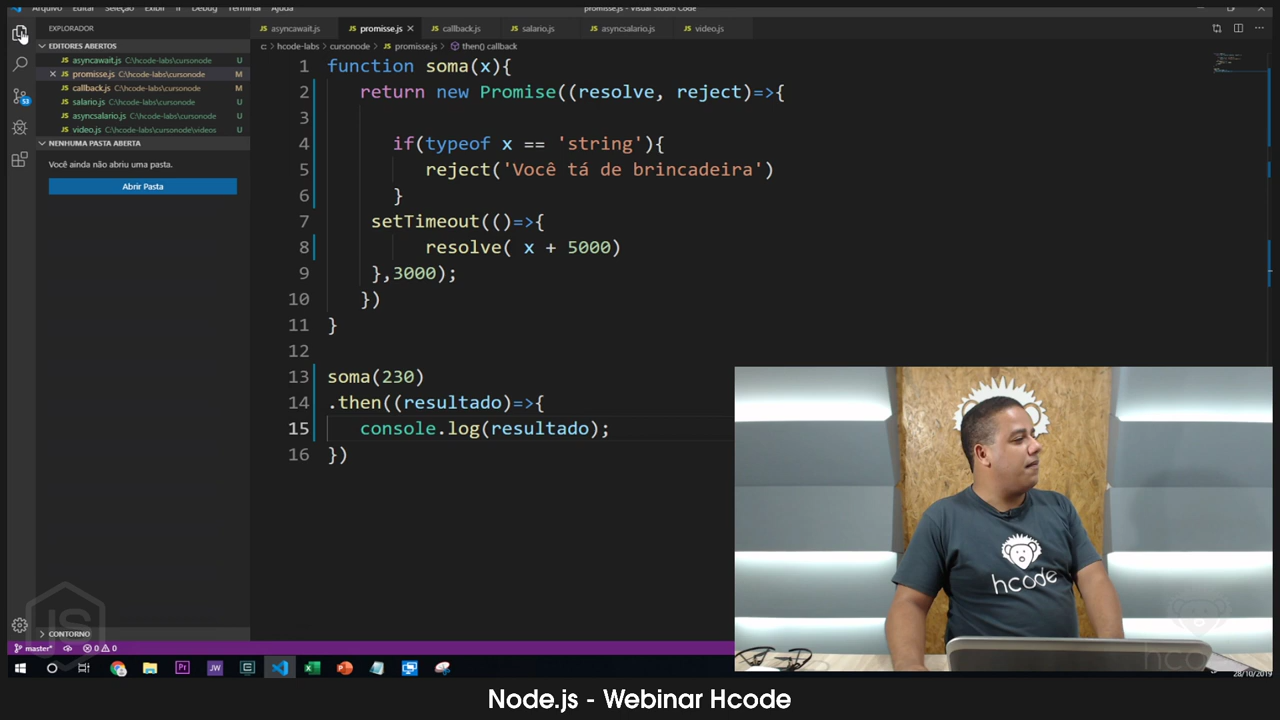 Arquivo Editar Seleção Exibir Ir Debug Terminal Ajuda
promisse.js - Visual Studio Code
EXPLORADOR
EDITORES ABERTOS
asyncawait.js C:\hcode-labs\cursonode U
promisse.js C:\hcode-labs\cursonode M
callback.js C:\hcode-labs\cursonode M
salario.js C:\hcode-labs\cursonode U
asyncsalario.js C:\hcode-labs\cursonode U
video.js C:\hcode-labs\cursonode\videos U
NENHUMA PASTA ABERTA
Você ainda não abriu uma pasta.
Abrir Pasta
CONTORNO
53
asyncawait.js promisse.js callback.js salario.js asyncsalario.js video.js
C: > hcode-labs > cursonode > promisse.js > then() callback
1 function soma(x){
2 return new Promise((resolve, reject)=>{
3
4 if(typeof x == 'string'){
5 reject('Você tá de brincadeira')
6 }
7 setTimeout(()=>{
8 resolve( x + 5000)
9 },3000);
10 })
11 }
12
13 soma(230)
14 .then((resultado)=>{
15 console.log(resultado);
16 })
hcode
JS
hcode
master* 0 0
Pr JW
28/10/2019
Node.js - Webinar Hcode